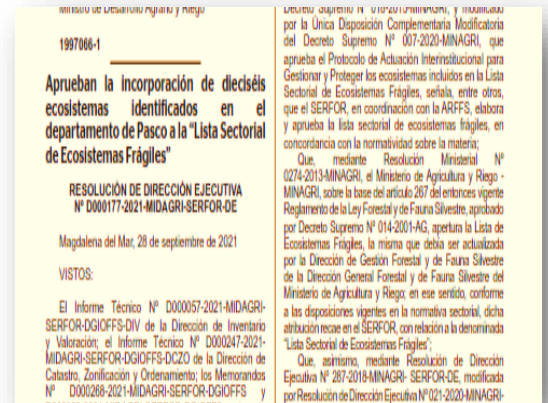 Ministro de Desarrollo Agrario y Riego
1997066-1
Aprueban la incorporación de dieciséis
ecosistemas identificados en el
departamento de Pasco a la "Lista Sectorial
de Ecosistemas Frágiles"
RESOLUCIÓN DE DIRECCIÓN EJECUTIVA
Nº D000177-2021-MIDAGRI-SERFOR-DE
Magdalena del Mar, 28 de septiembre de 2021
VISTOS:
El Informe Técnico Nº D000057-2021-MIDAGRI-
SERFOR-DGIOFFS-DIV de la Dirección de Inventario
y Valoración; el Informe Técnico Nº D000247-2021-
MIDAGRI-SERFOR-DGIOFFS-DCZO de la Dirección de
Catastro, Zonificación y Ordenamiento; los Memorandos
Nº D000268-2021-MIDAGRI-SERFOR-DGIOFFS y
Decreto Supremo Nº 018-2015-MINAGRI, y modificado
por la Única Disposición Complementaria Modificatoria
del Decreto Supremo Nº 007-2020-MINAGRI, que
aprueba el Protocolo de Actuación Interinstitucional para
Gestionar y Proteger los ecosistemas incluidos en la Lista
Sectorial de Ecosistemas Frágiles, señala, entre otros,
que el SERFOR, en coordinación con la ARFFS, elabora
y aprueba la lista sectorial de ecosistemas frágiles, en
concordancia con la normatividad sobre la materia;
Que, mediante Resolución Ministerial Nº
0274-2013-MINAGRI, el Ministerio de Agricultura y Riego -
MINAGRI, sobre la base del artículo 267 del entonces vigente
Reglamento de la Ley Forestal y de Fauna Silvestre, aprobado
por Decreto Supremo Nº 014-2001-AG, apertura la Lista de
Ecosistemas Frágiles, la misma que debía ser actualizada
por la Dirección de Gestión Forestal y de Fauna Silvestre
de la Dirección General Forestal y de Fauna Silvestre del
Ministerio de Agricultura y Riego; en ese sentido, conforme
a las disposiciones vigentes en la normativa sectorial, dicha
atribución recae en el SERFOR, con relación a la denominada
"Lista Sectorial de Ecosistemas Frágiles";
Que, asimismo, mediante Resolución de Dirección
Ejecutiva Nº 287-2018-MINAGRI- SERFOR-DE, modificada
por Resolución de Dirección Ejecutiva Nº 021-2020-MINAGRI-